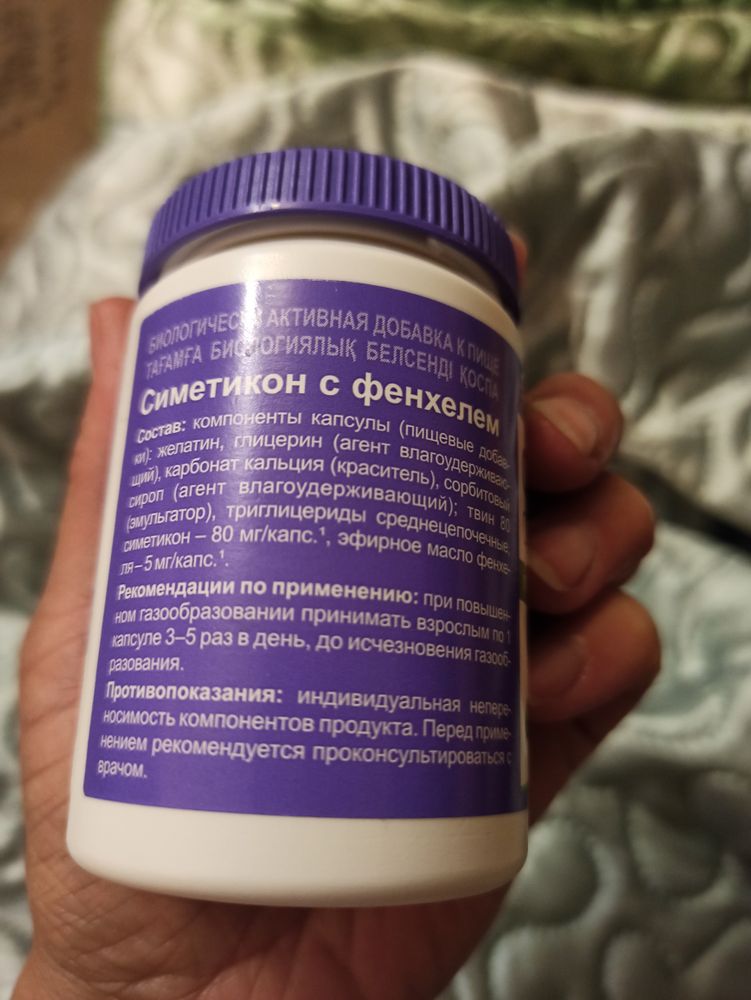 БИОЛОГИЧЕСКИ АКТИВНАЯ ДОБАВКА К ПИЩЕ
ТАҒАМҒА БИОЛОГИЯЛЫҚ БЕЛСЕНДІ ҚОСПА
Симетикон с фенхелем
Состав: компоненты капсулы (пищевые добав-
ки): желатин, глицерин (агент влагоудерживаю-
щий), карбонат кальция (краситель), сорбитовый
сироп (агент влагоудерживающий); твин 80
(эмульгатор), триглицериды среднецепочечные,
симетикон – 80 мг/капс.¹, эфирное масло фенхе-
ля – 5 мг/капс.¹.
Рекомендации по применению: при повышен-
ном газообразовании принимать взрослым по 1
капсуле 3–5 раз в день, до исчезновения газооб-
разования.
Противопоказания: индивидуальная непере-
носимость компонентов продукта. Перед приме-
нением рекомендуется проконсультироваться с
врачом.